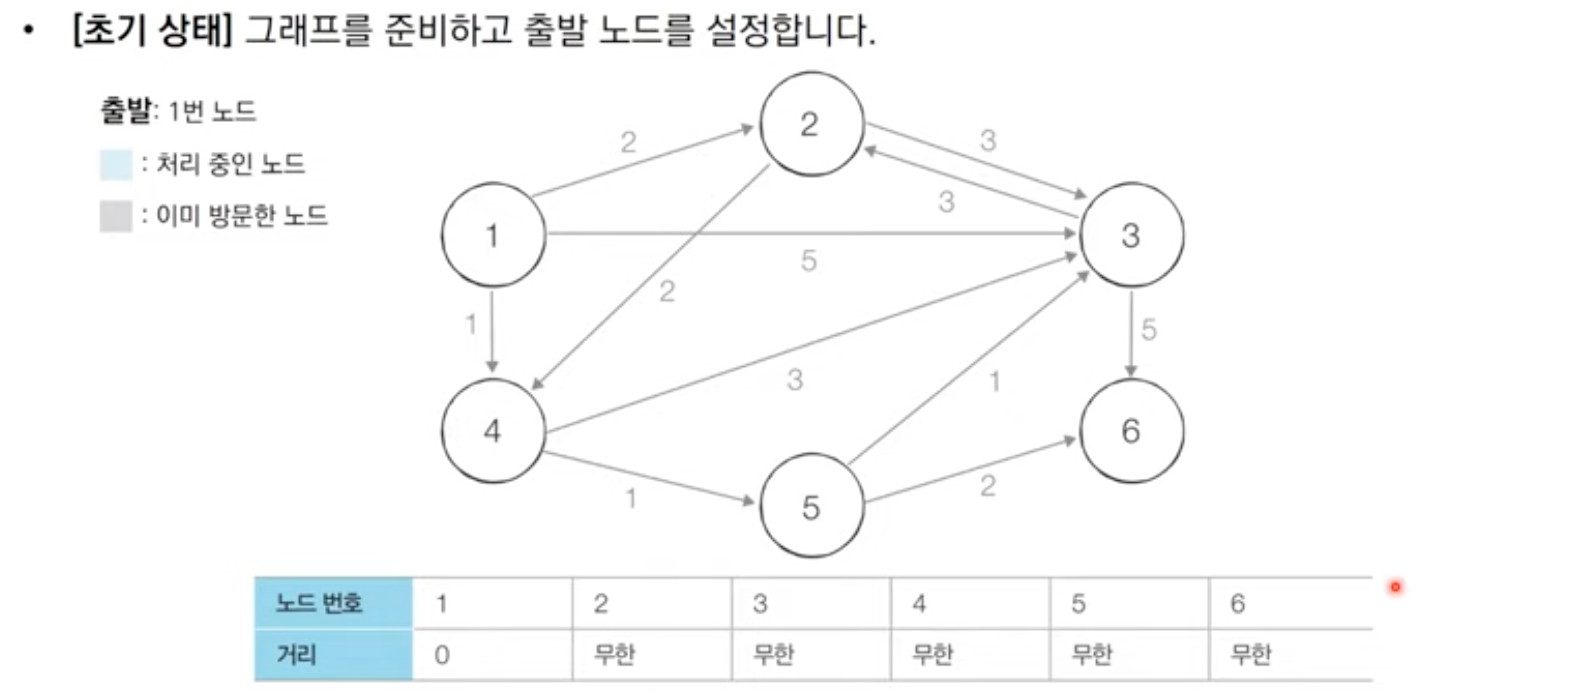 • [초기 상태] 그래프를 준비하고 출발 노드를 설정합니다.
출발: 1번 노드
: 처리 중인 노드
: 이미 방문한 노드
2
2
3
3
1
5
3
2
1
5
3
1
4
6
1
5
2
노드 번호 1 2 3 4 5 6
거리 0 무한 무한 무한 무한 무한